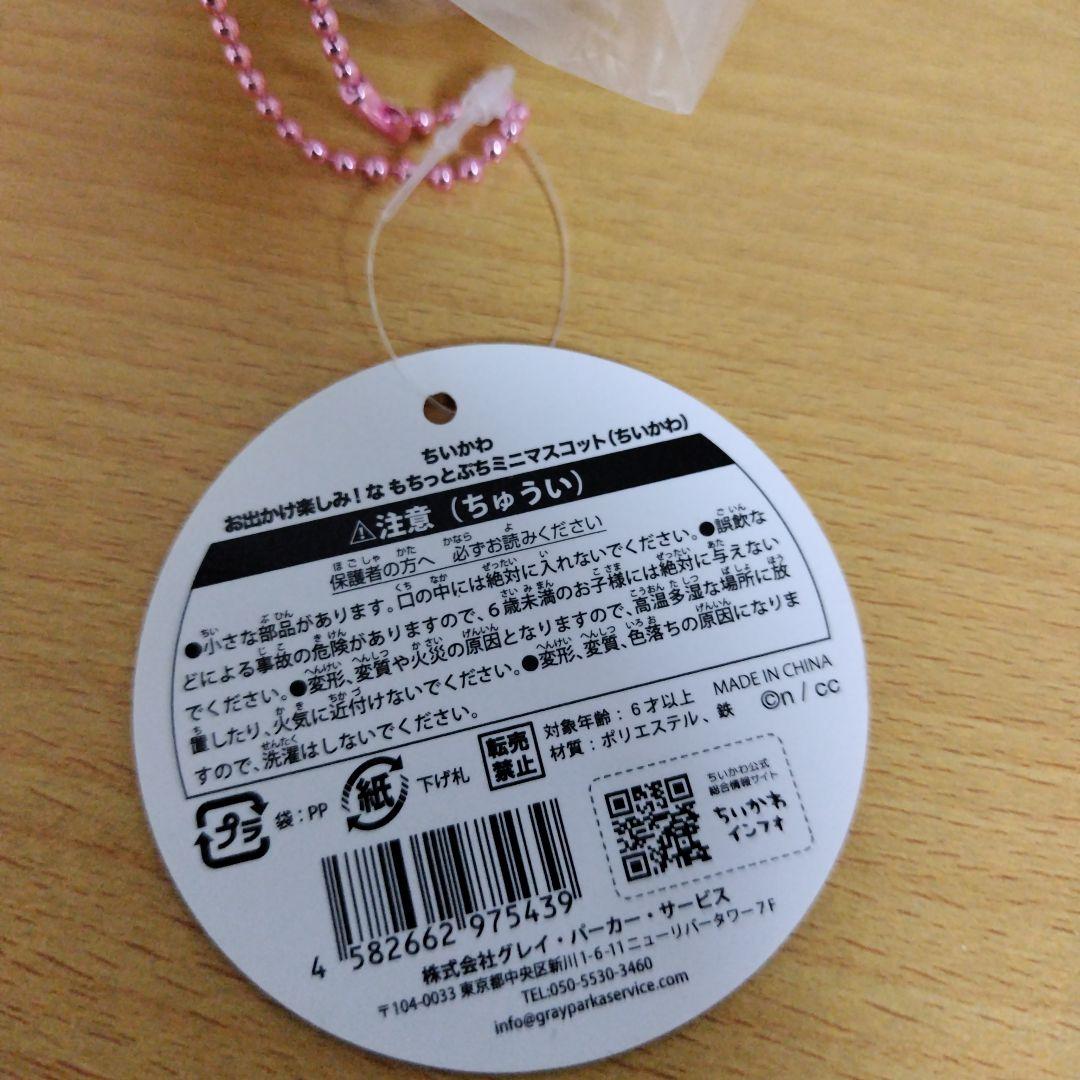 ちいかわ
お出かけ楽しみ！な もちっとぷちミニマスコット（ちいかわ）
⚠注意（ちゅうい）
保護者の方へ 必ずお読みください
●小さな部品があります。口の中には絶対に入れないでください。●誤飲な
どによる事故の危険がありますので、6歳未満のお子様には絶対に与えない
でください。●変形、変質や火災の原因となりますので、高温多湿な場所に放
置したり、火気に近付けないでください。●変形、変質、色落ちの原因になりま
すので、洗濯はしないでください。
MADE IN CHINA
©n / cc
対象年齢：6才以上
材質：ポリエステル、鉄
転売
禁止
プラ
袋：PP
紙
下げ札
ちいかわ公式
総合情報サイト
ちいかわ
インフォ
4 582662 975439
株式会社グレイ・パーカー・サービス
〒104-0033 東京都中央区新川1-6-11 ニューリバータワー7F
TEL:050-5530-3460
info@grayparkaservice.com